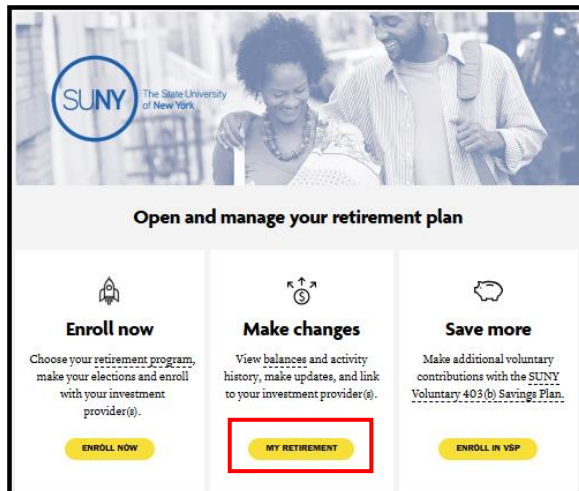 SUNY
The State University
of New York
Open and manage your retirement plan
Enroll now
Choose your retirement program,
make your elections and enroll
with your investment
provider(s).
ENROLL NOW
Make changes
View balances and activity
history, make updates, and link
to your investment provider(s).
MY RETIREMENT
Save more
Make additional voluntary
contributions with the SUNY
Voluntary 403(b) Savings Plan.
ENROLL IN VSP